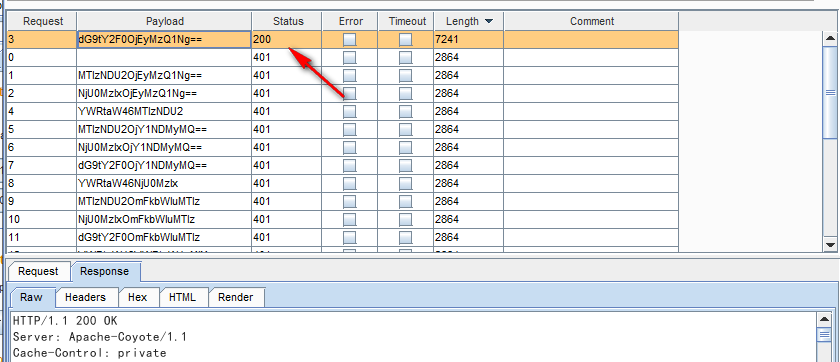 Request Payload Status Error Timeout Length Comment
3 dG9tY2F0OjEyMzQ1Ng== 200 7241
0 401 2864
1 MTIzNDU2OjEyMzQ1Ng== 401 2864
2 NjU0MzIxOjEyMzQ1Ng== 401 2864
4 YWRtaW46MTIzNDU2 401 2864
5 MTIzNDU2OjY1NDMyMQ== 401 2864
6 NjU0MzIxOjY1NDMyMQ== 401 2864
7 dG9tY2F0OjY1NDMyMQ== 401 2864
8 YWRtaW46NjU0MzIx 401 2864
9 MTIzNDU2OmFkbWluMTIz 401 2864
10 NjU0MzIxOmFkbWluMTIz 401 2864
11 dG9tY2F0OmFkbWluMTIz 401 2864
Request Response
Raw Headers Hex HTML Render
HTTP/1.1 200 OK
Server: Apache-Coyote/1.1
Cache-Control: private